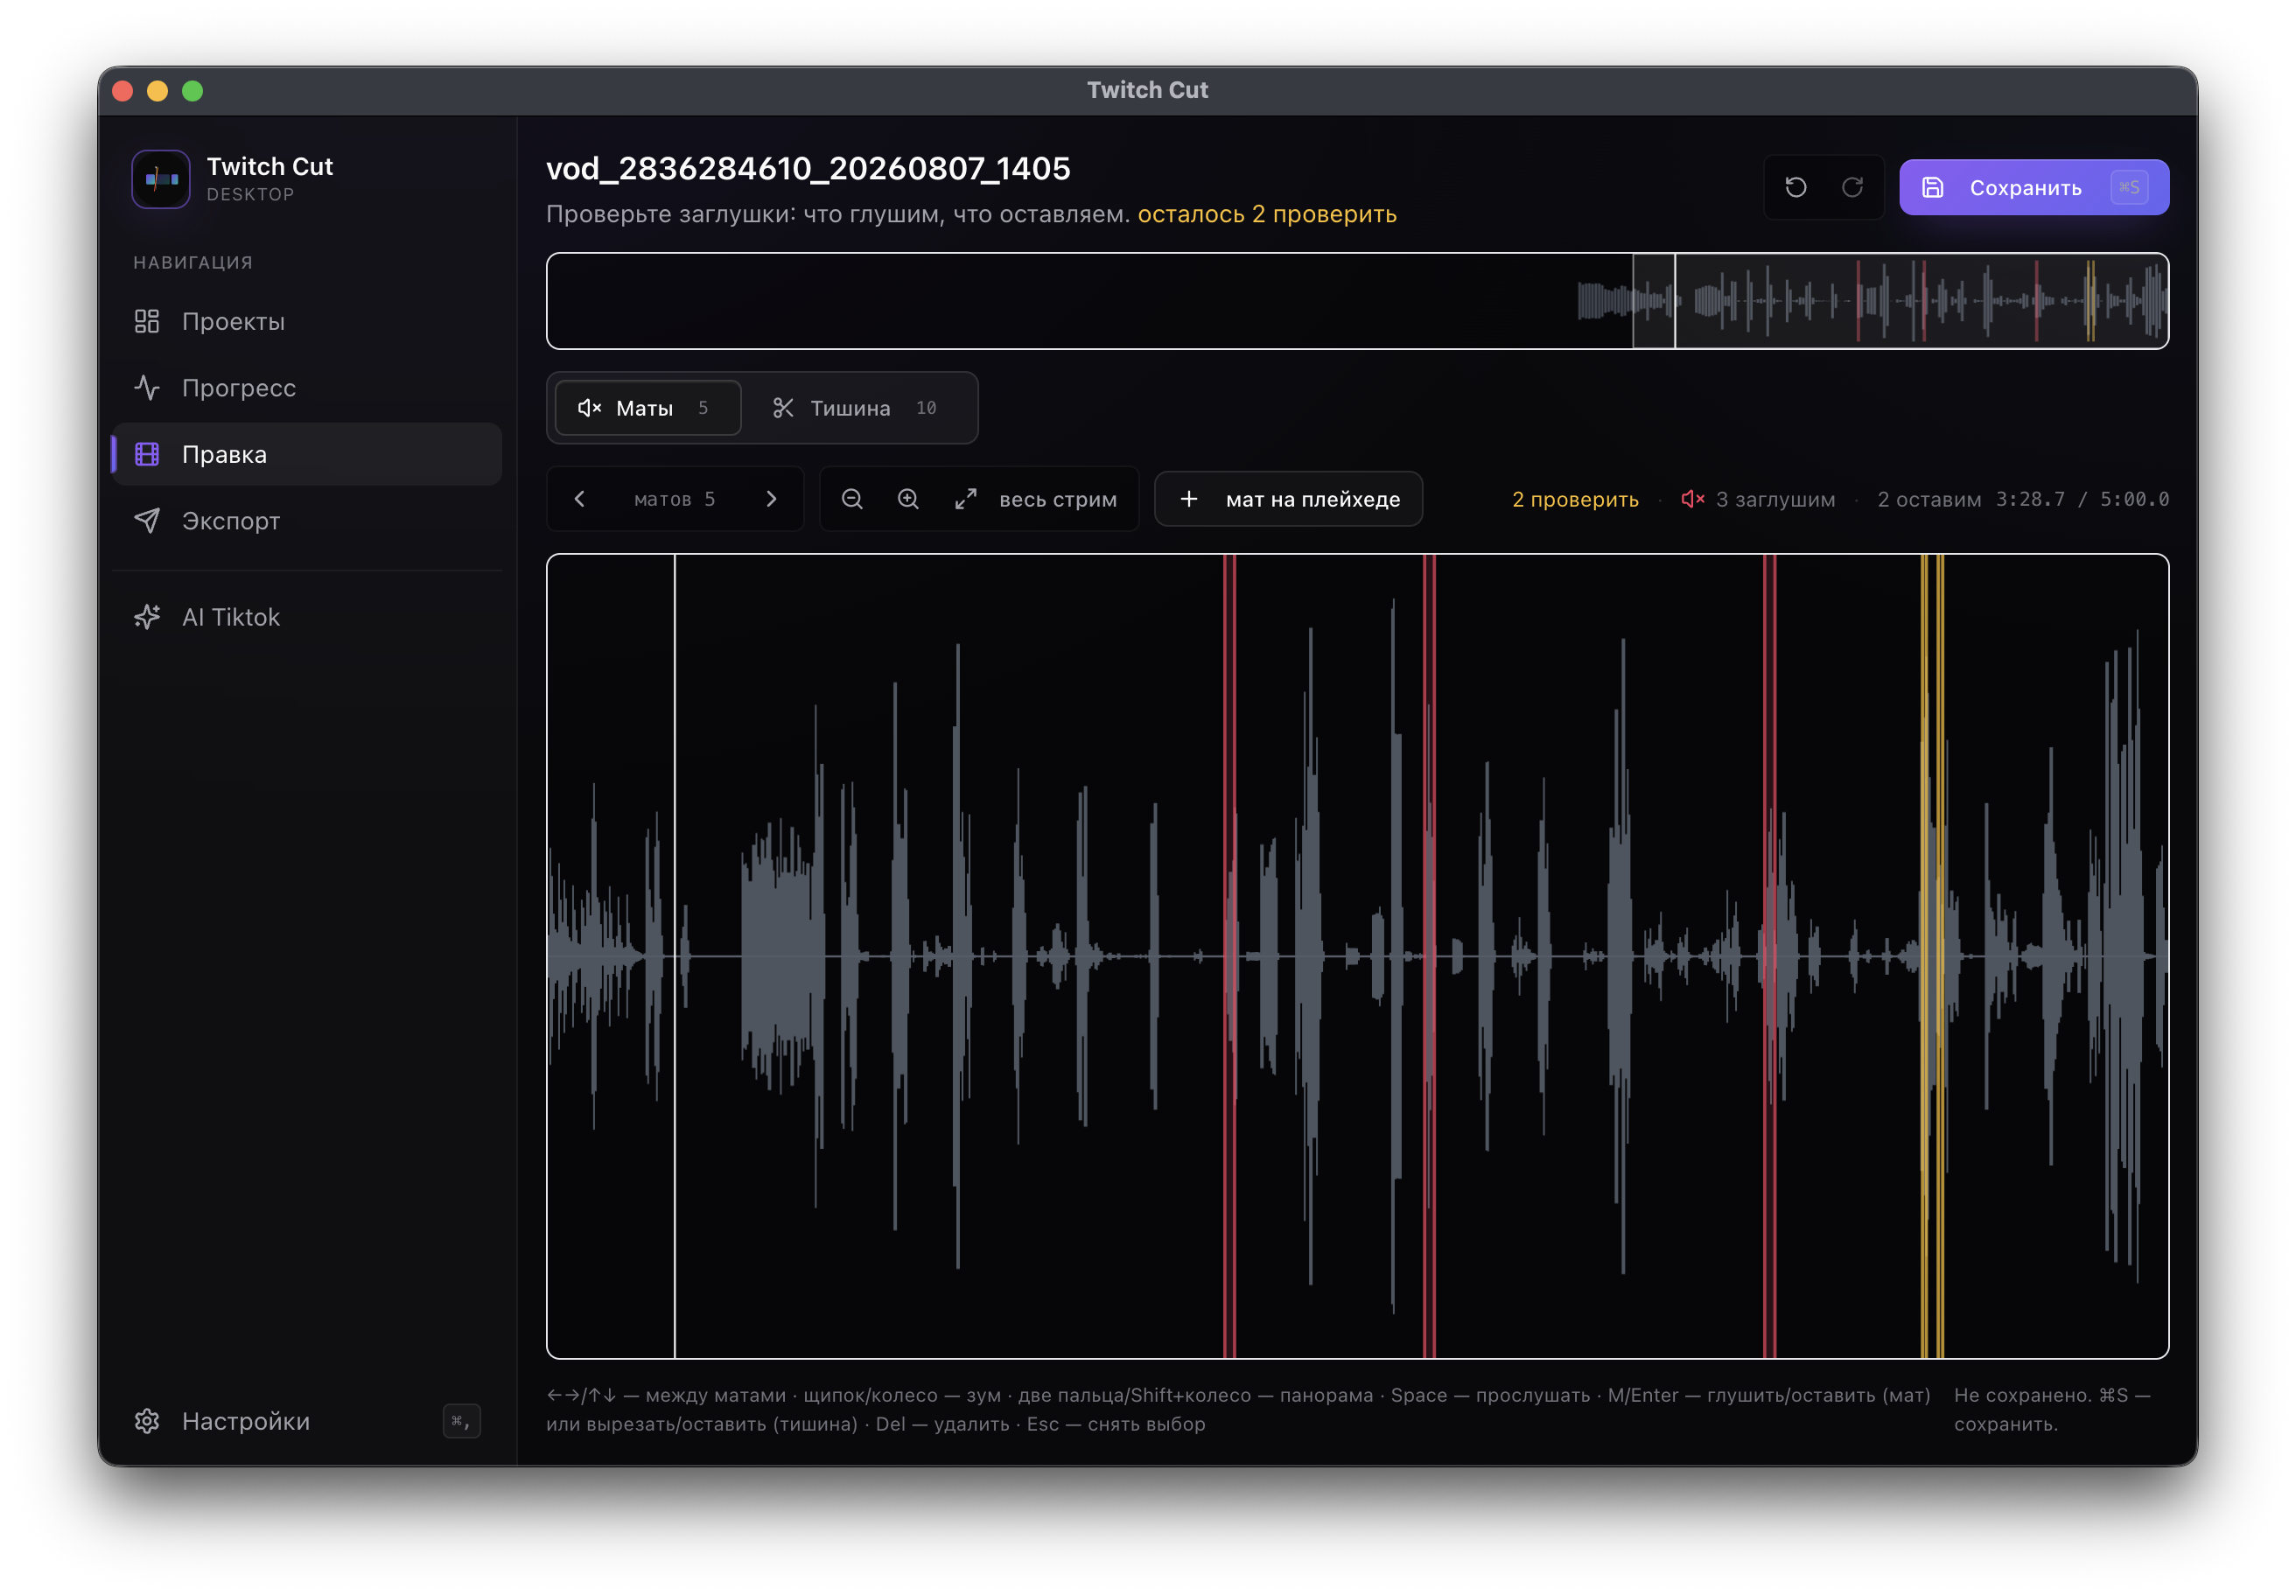 Twitch Cut
Twitch Cut
DESKTOP
НАВИГАЦИЯ
Проекты
Прогресс
Правка
Экспорт
AI Tiktok
Настройки
⌘,
vod_2836284610_20260807_1405
Проверьте заглушки: что глушим, что оставляем. осталось 2 проверить
Сохранить ⌘S
Маты 5
Тишина 10
матов 5
весь стрим
+ мат на плейхеде
2 проверить · 3 заглушим · 2 оставим 3:28.7 / 5:00.0
←→/↑↓ — между матами · щипок/колесо — зум · две пальца/Shift+колесо — панорама · Space — прослушать · M/Enter — глушить/оставить (мат)
или вырезать/оставить (тишина) · Del — удалить · Esc — снять выбор
Не сохранено. ⌘S —
сохранить.